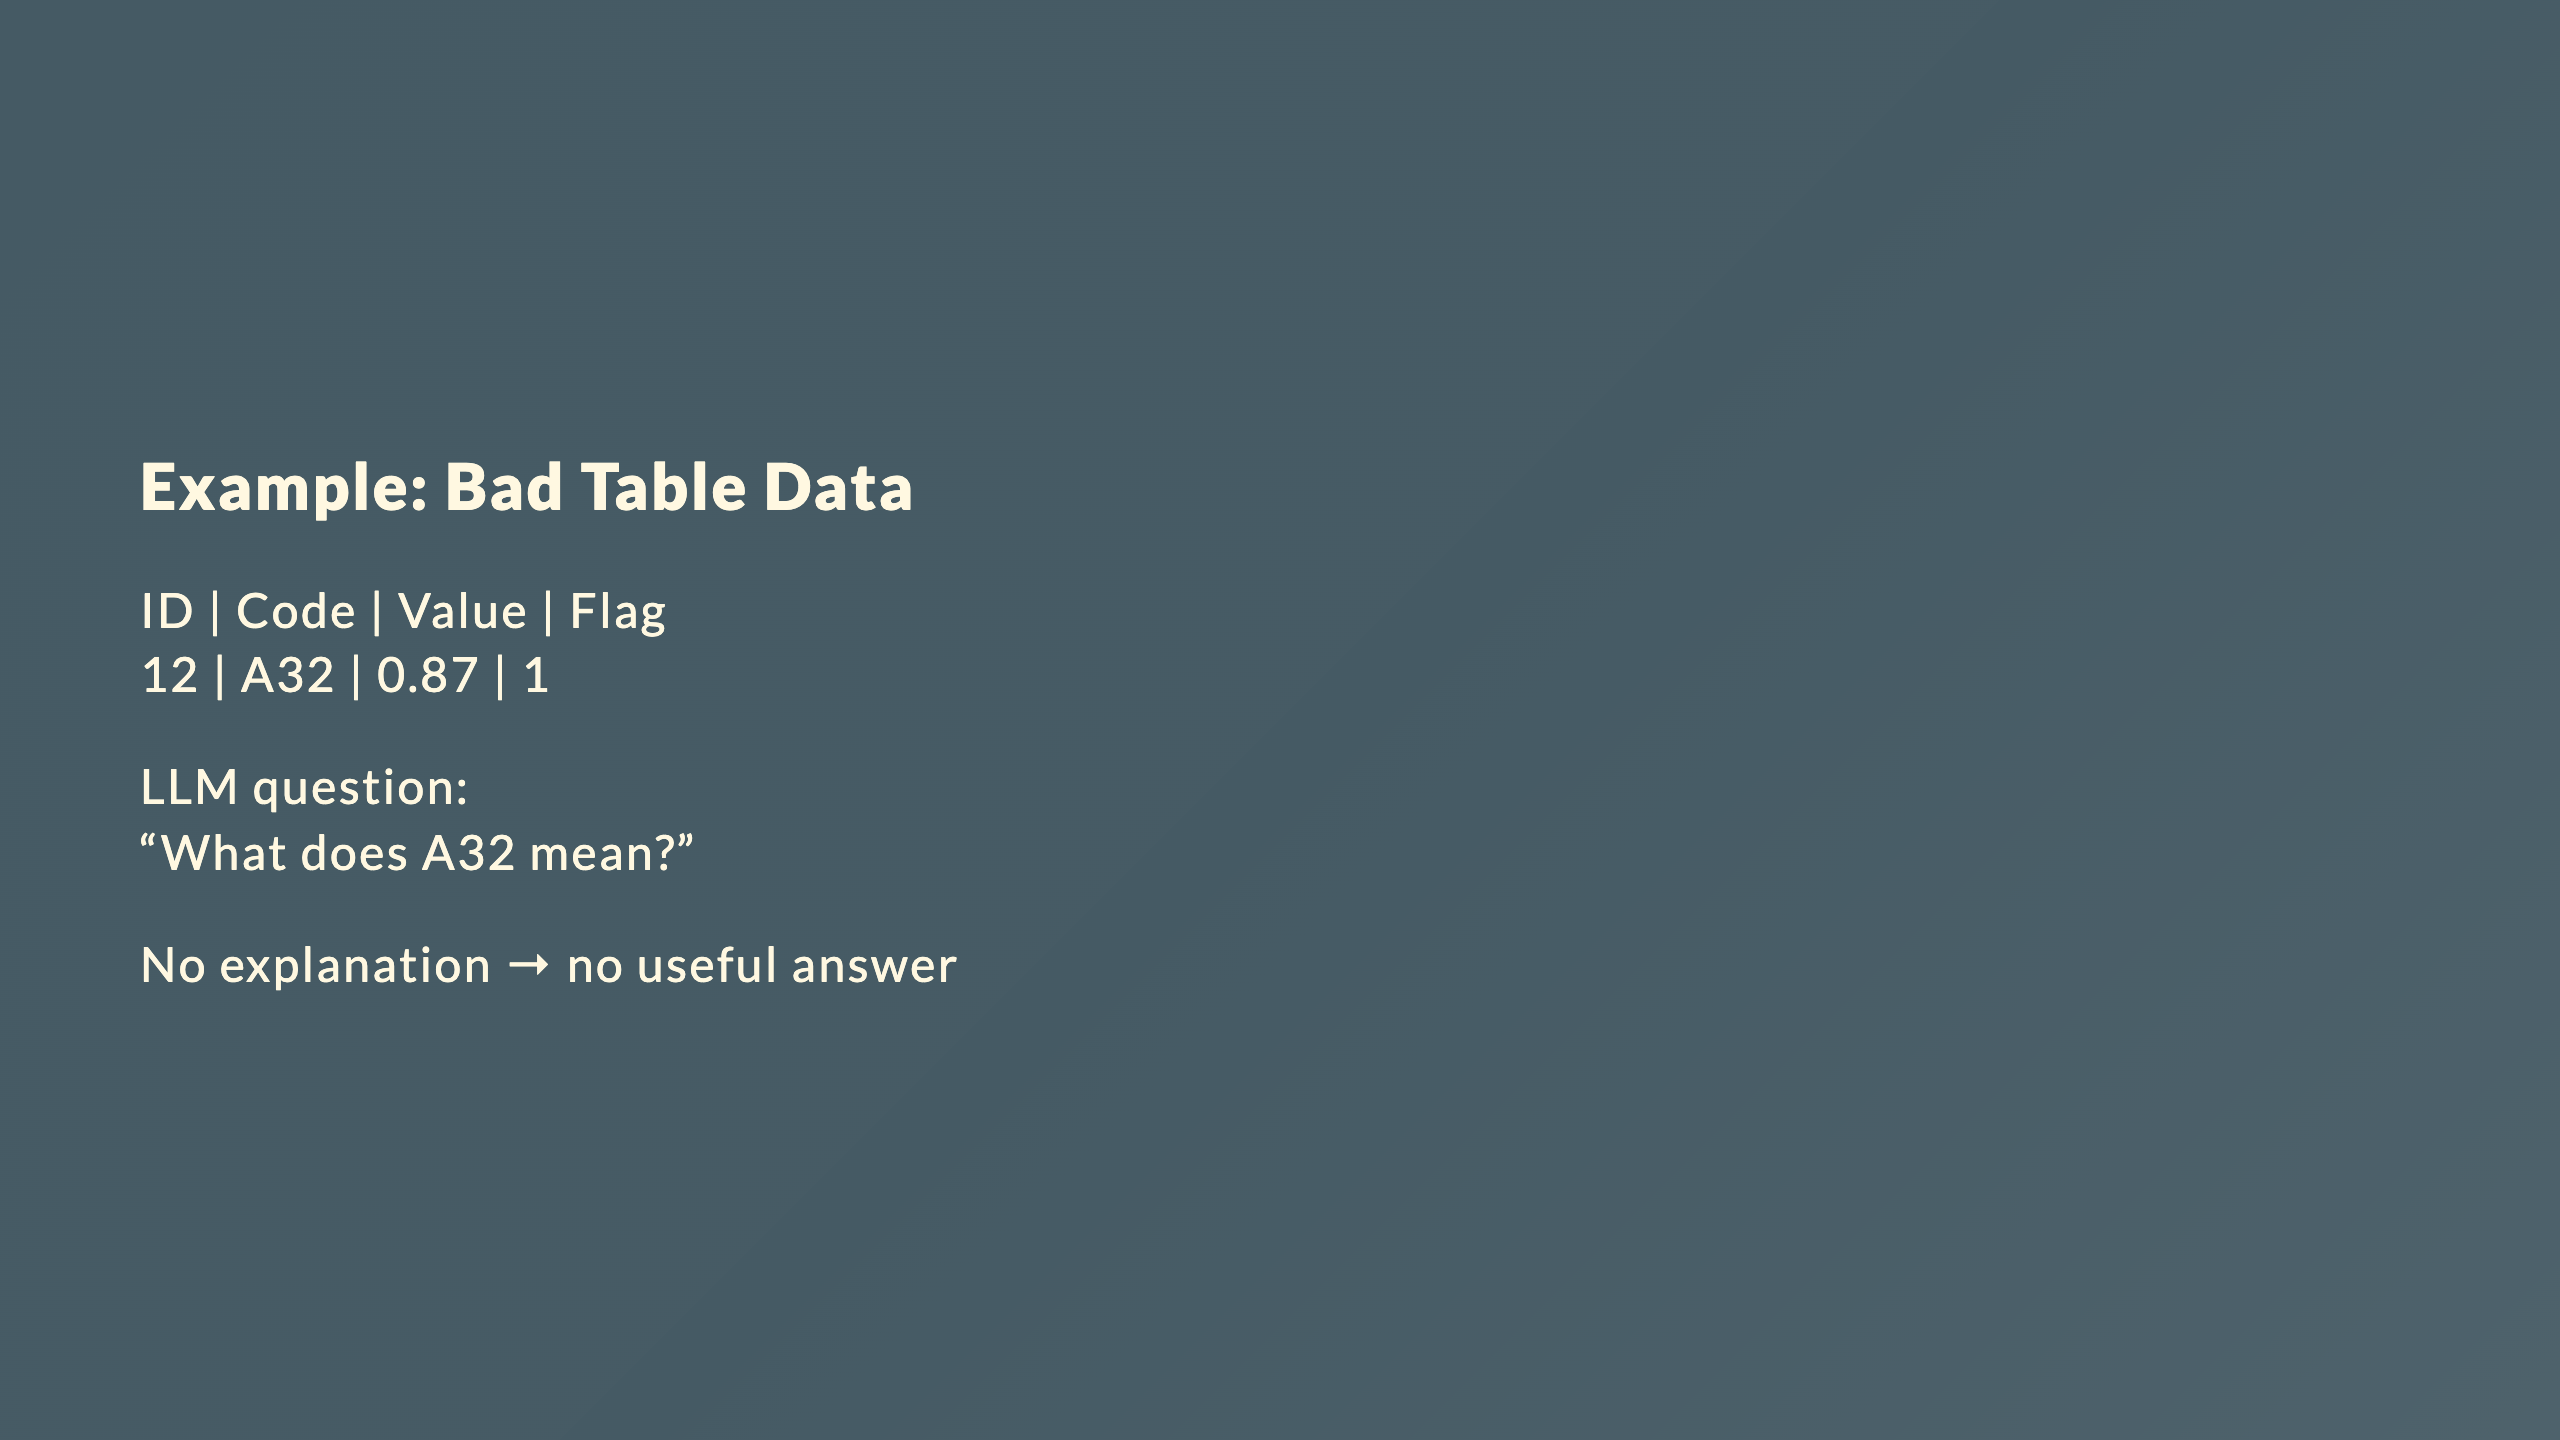 Example: Bad Table Data
ID | Code | Value | Flag
12 | A32 | 0.87 | 1
LLM question:
“What does A32 mean?”
No explanation → no useful answer